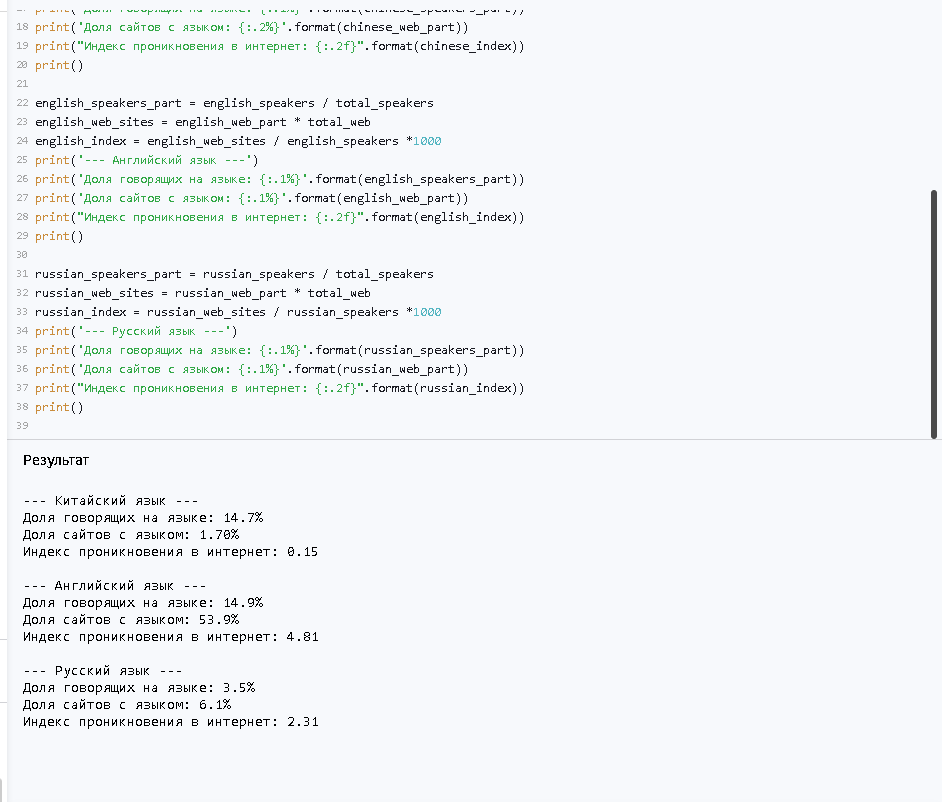 17 print('Доля говорящих на языке: {:.1%}'.format(chinese_speakers_part))
18 print('Доля сайтов с языком: {:.2%}'.format(chinese_web_part))
19 print("Индекс проникновения в интернет: {:.2f}".format(chinese_index))
20 print()
21
22 english_speakers_part = english_speakers / total_speakers
23 english_web_sites = english_web_part * total_web
24 english_index = english_web_sites / english_speakers *1000
25 print('--- Английский язык ---')
26 print('Доля говорящих на языке: {:.1%}'.format(english_speakers_part))
27 print('Доля сайтов с языком: {:.1%}'.format(english_web_part))
28 print("Индекс проникновения в интернет: {:.2f}".format(english_index))
29 print()
30
31 russian_speakers_part = russian_speakers / total_speakers
32 russian_web_sites = russian_web_part * total_web
33 russian_index = russian_web_sites / russian_speakers *1000
34 print('--- Русский язык ---')
35 print('Доля говорящих на языке: {:.1%}'.format(russian_speakers_part))
36 print('Доля сайтов с языком: {:.1%}'.format(russian_web_part))
37 print("Индекс проникновения в интернет: {:.2f}".format(russian_index))
38 print()
39
Результат
--- Китайский язык ---
Доля говорящих на языке: 14.7%
Доля сайтов с языком: 1.70%
Индекс проникновения в интернет: 0.15
--- Английский язык ---
Доля говорящих на языке: 14.9%
Доля сайтов с языком: 53.9%
Индекс проникновения в интернет: 4.81
--- Русский язык ---
Доля говорящих на языке: 3.5%
Доля сайтов с языком: 6.1%
Индекс проникновения в интернет: 2.31